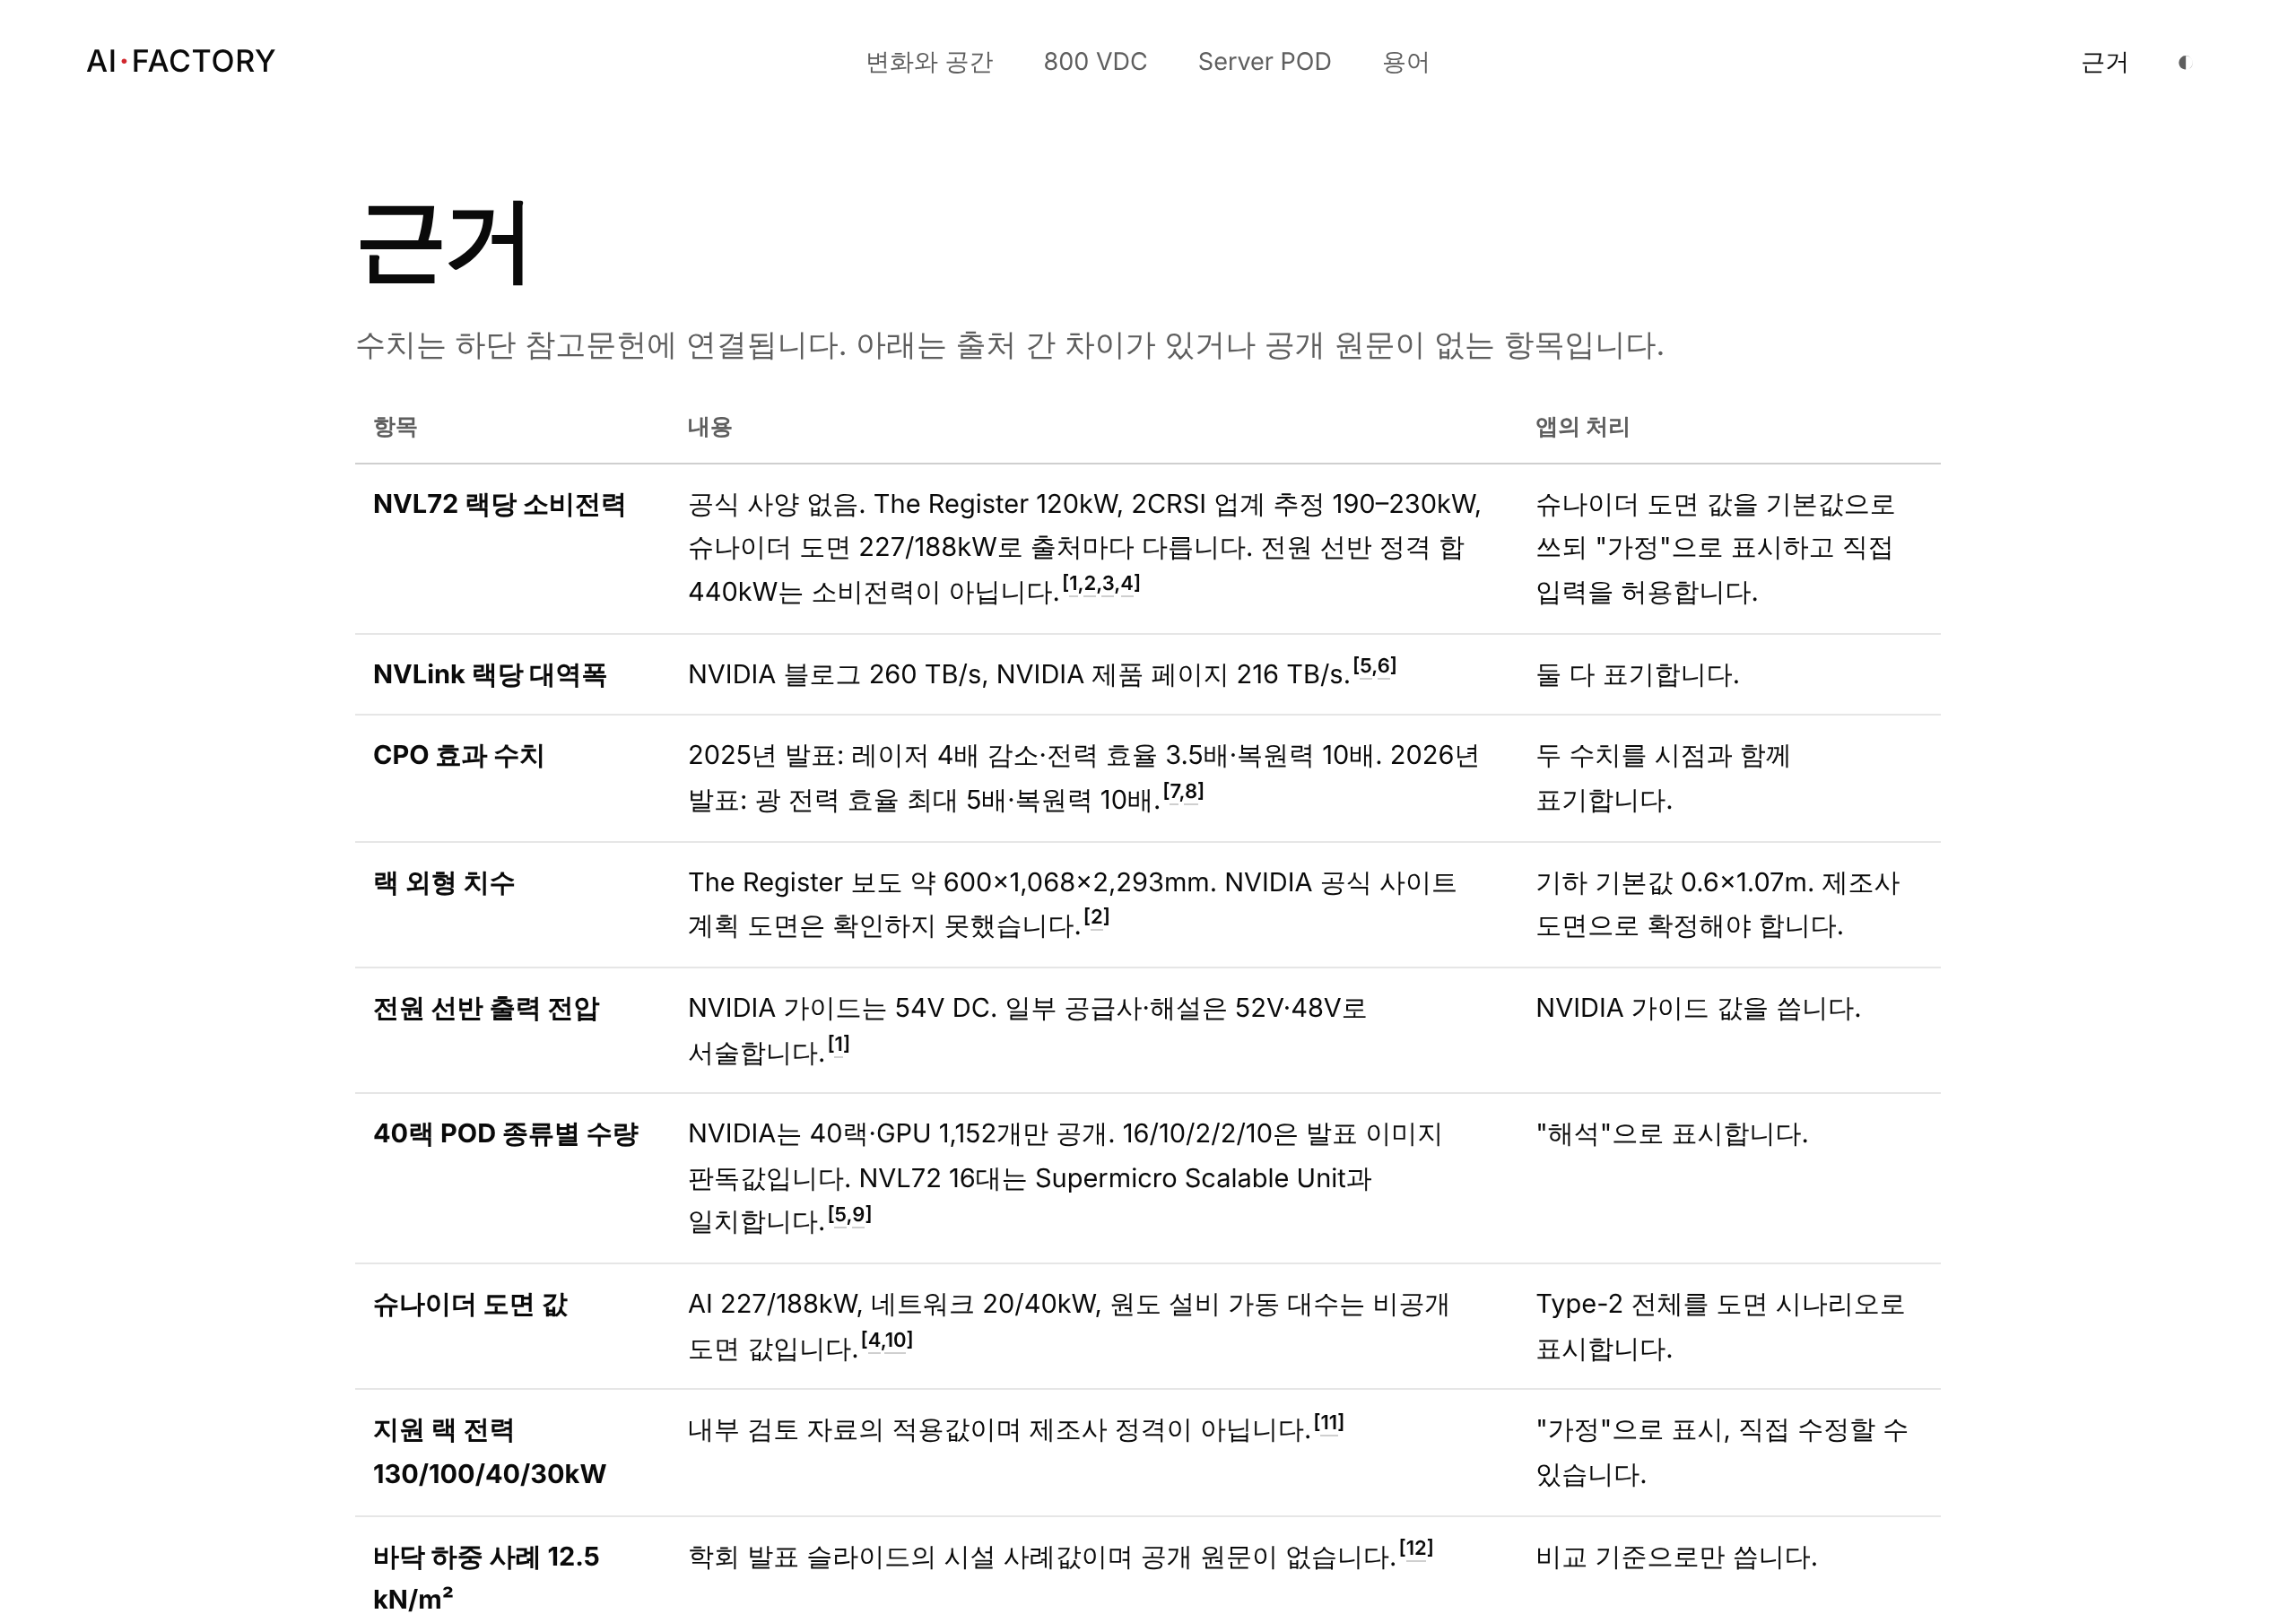 AI·FACTORY
변화와 공간
800 VDC
Server POD
용어
근거
근거
수치는 하단 참고문헌에 연결됩니다. 아래는 출처 간 차이가 있거나 공개 원문이 없는 항목입니다.
항목
내용
앱의 처리
NVL72 랙당 소비전력
공식 사양 없음. The Register 120kW, 2CRSI 업계 추정 190–230kW,
슈나이더 도면 227/188kW로 출처마다 다릅니다. 전원 선반 정격 합
440kW는 소비전력이 아닙니다.[1,2,3,4]
슈나이더 도면 값을 기본값으로
쓰되 "가정"으로 표시하고 직접
입력을 허용합니다.
NVLink 랙당 대역폭
NVIDIA 블로그 260 TB/s, NVIDIA 제품 페이지 216 TB/s.[5,6]
둘 다 표기합니다.
CPO 효과 수치
2025년 발표: 레이저 4배 감소·전력 효율 3.5배·복원력 10배. 2026년
발표: 광 전력 효율 최대 5배·복원력 10배.[7,8]
두 수치를 시점과 함께
표기합니다.
랙 외형 치수
The Register 보도 약 600×1,068×2,293mm. NVIDIA 공식 사이트
계획 도면은 확인하지 못했습니다.[2]
기하 기본값 0.6×1.07m. 제조사
도면으로 확정해야 합니다.
전원 선반 출력 전압
NVIDIA 가이드는 54V DC. 일부 공급사·해설은 52V·48V로
서술합니다.[1]
NVIDIA 가이드 값을 씁니다.
40랙 POD 종류별 수량
NVIDIA는 40랙·GPU 1,152개만 공개. 16/10/2/2/10은 발표 이미지
판독값입니다. NVL72 16대는 Supermicro Scalable Unit과
일치합니다.[5,9]
"해석"으로 표시합니다.
슈나이더 도면 값
AI 227/188kW, 네트워크 20/40kW, 원도 설비 가동 대수는 비공개
도면 값입니다.[4,10]
Type-2 전체를 도면 시나리오로
표시합니다.
지원 랙 전력
130/100/40/30kW
내부 검토 자료의 적용값이며 제조사 정격이 아닙니다.[11]
"가정"으로 표시, 직접 수정할 수
있습니다.
바닥 하중 사례 12.5
kN/m²
학회 발표 슬라이드의 시설 사례값이며 공개 원문이 없습니다.[12]
비교 기준으로만 씁니다.